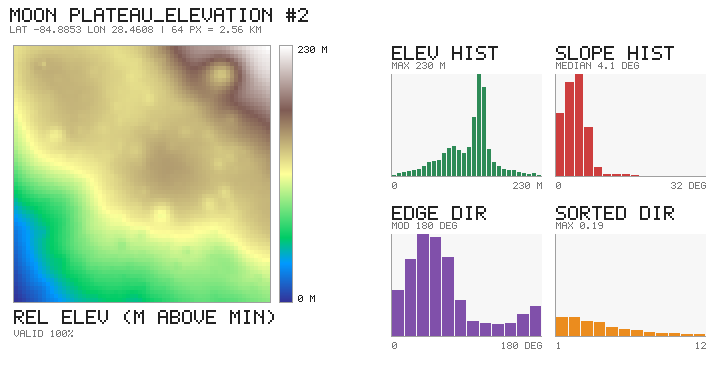 MOON PLATEAU_ELEVATION #2
LAT -84.8853 LON 28.4608 | 64 PX = 2.56 KM
230 M
0 M
REL ELEV (M ABOVE MIN)
VALID 100%
ELEV HIST
MAX 230 M
0 230 M
SLOPE HIST
MEDIAN 4.1 DEG
0 32 DEG
EDGE DIR
MOD 180 DEG
0 180 DEG
SORTED DIR
MAX 0.19
1 12